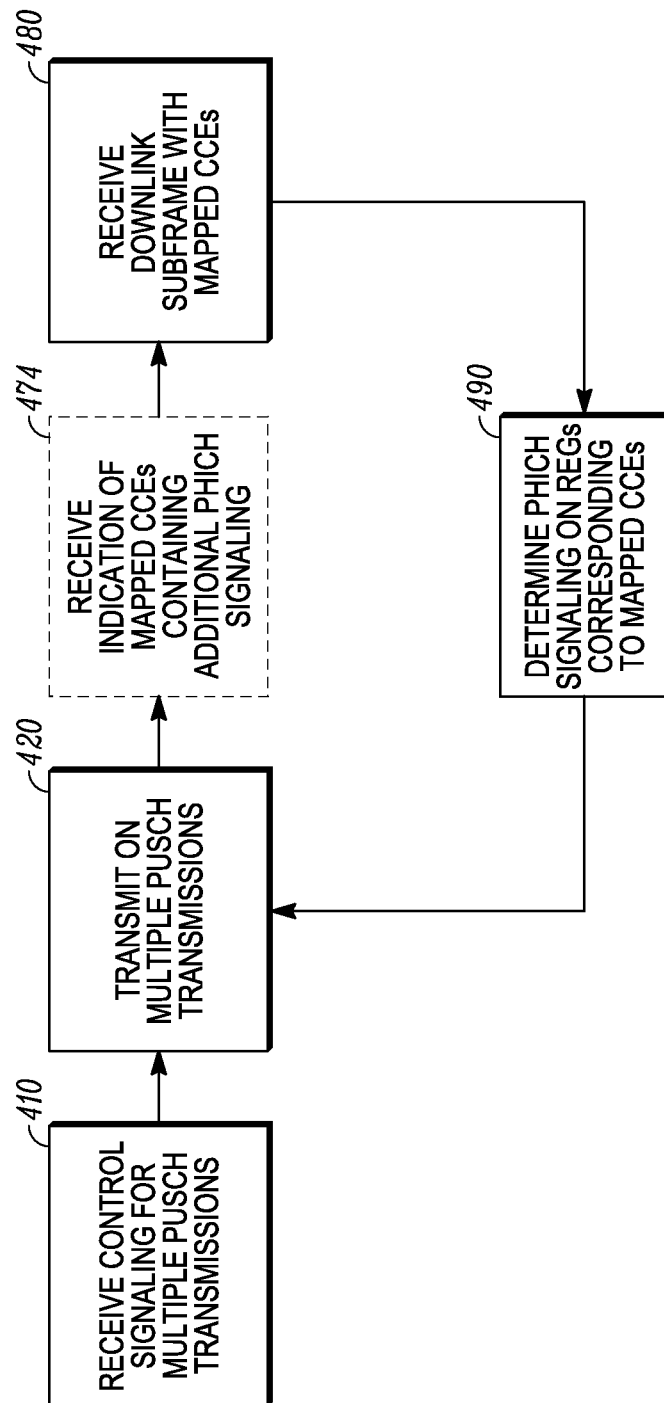 410
RECEIVE CONTROL
SIGNALING FOR
MULTIPLE PUSCH
TRANSMISSIONS
420
TRANSMIT ON
MULTIPLE PUSCH
TRANSMISSIONS
474
RECEIVE
INDICATION OF
MAPPED CCEs
CONTAINING
ADDITIONAL PHICH
SIGNALING
480
RECEIVE
DOWNLINK
SUBFRAME WITH
MAPPED CCEs
490
DETERMINE PHICH
SIGNALING ON REGs
CORRESPONDING
TO MAPPED CCEs